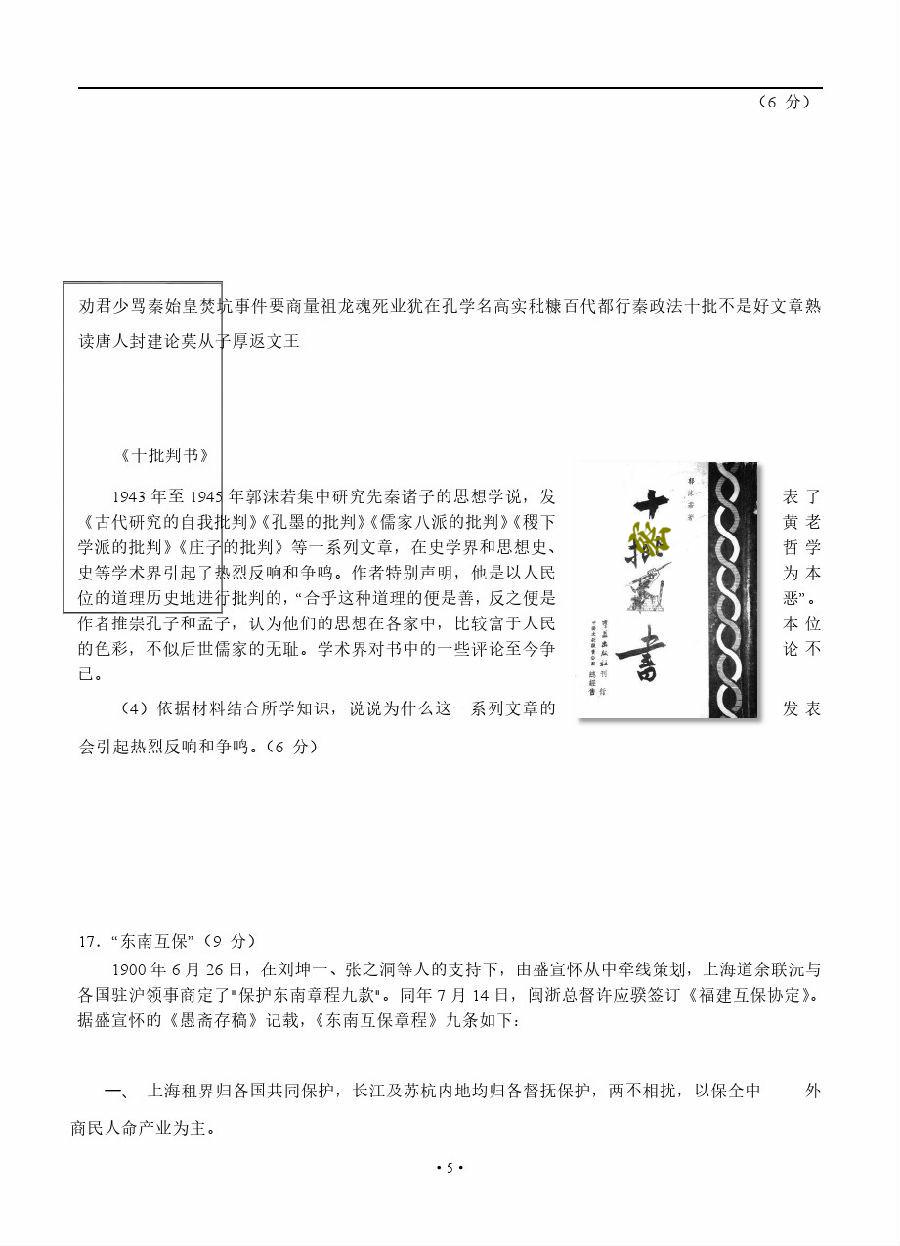 （6 分）
劝君少骂秦始皇焚坑事件要商量祖龙魂死业犹在孔学名高实秕糠百代都行秦政法十批不是好文章熟
读唐人封建论莫从子厚返文王
《十批判书》
1943 年至 1945 年郭沫若集中研究先秦诸子的思想学说，发 表 了
《古代研究的自我批判》《孔墨的批判》《儒家八派的批判》《稷下 黄 老
学派的批判》《庄子的批判》等一系列文章，在史学界和思想史、 哲 学
史等学术界引起了热烈反响和争鸣。作者特别声明，他是以人民 为 本
位的道理历史地进行批判的，“合乎这种道理的便是善，反之便是 恶”。
作者推崇孔子和孟子，认为他们的思想在各家中，比较富于人民 本 位
的色彩，不似后世儒家的无耻。学术界对书中的一些评论至今争 论 不
已。
郭沫若著
十批判书
群益出版社刊行
（4）依据材料结合所学知识，说说为什么这 系列文章的 发 表
会引起热烈反响和争鸣。（6 分）
17．“东南互保”（9 分）
1900 年 6 月 26 日，在刘坤一、张之洞等人的支持下，由盛宣怀从中牵线策划，上海道余联沅与
各国驻沪领事商定了"保护东南章程九款"。同年 7 月 14 日，闽浙总督许应骙签订《福建互保协定》。
据盛宣怀的《愚斋存稿》记载，《东南互保章程》九条如下：
一、 上海租界归各国共同保护，长江及苏杭内地均归各督抚保护，两不相扰，以保全中 外
商民人命产业为主。
• 5 •